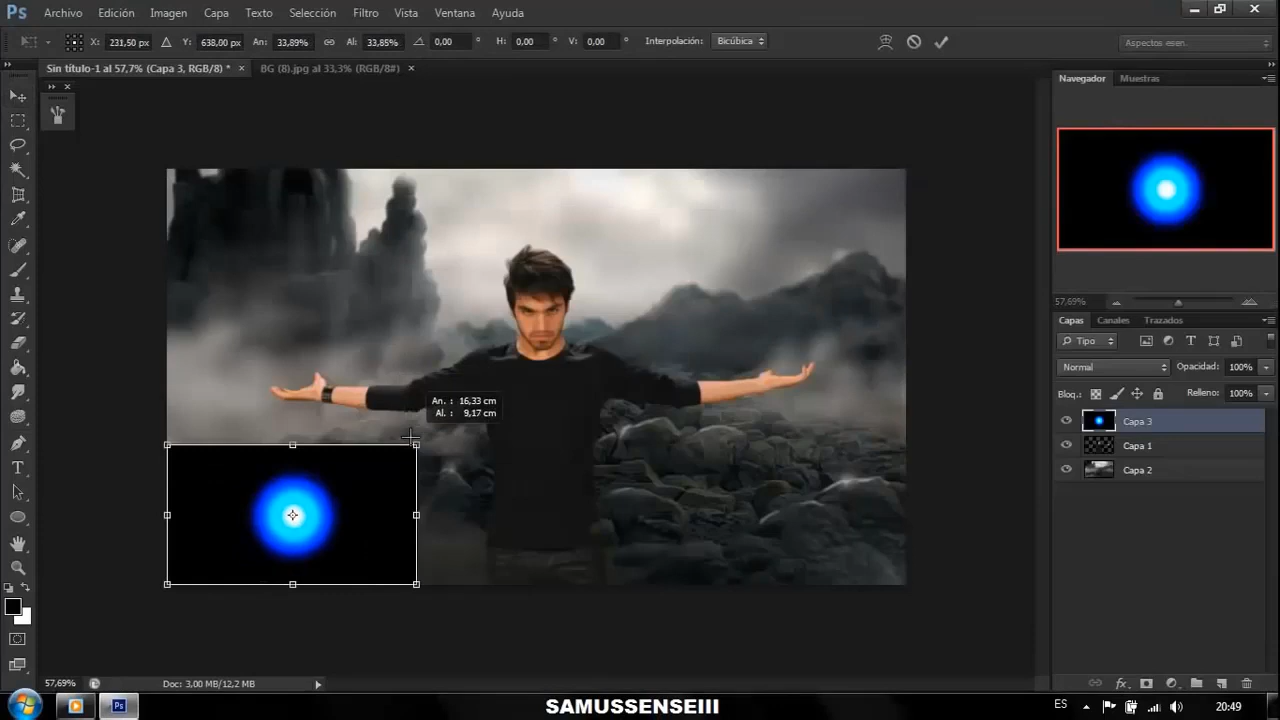 Ps Archivo Edición Imagen Capa Texto Selección Filtro Vista Ventana Ayuda
X: 231,50 px Y: 638,00 px An: 33,89% Al: 33,85% 0,00 ° H: 0,00 ° V: 0,00 ° Interpolación: Bicúbica Aspectos esen.
Sin título-1 al 57,7% (Capa 3, RGB/8) * × BG (8).jpg al 33,3% (RGB/8#) ×
Navegador Muestras
57,69%
Capas Canales Trazados
Tipo
Normal Opacidad: 100%
Bloq.: Relleno: 100%
Capa 3
Capa 1
Capa 2
An. : 16,33 cm
Al. : 9,17 cm
57,69% Doc: 3,00 MB/12,2 MB
Ps SAMUSSENSEIII ES 20:49